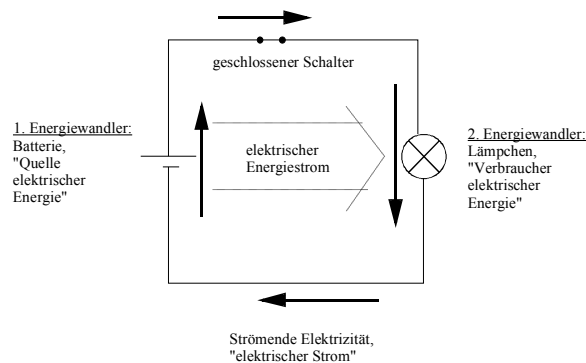 geschlossener Schalter
1. Energiewandler:
Batterie,
"Quelle
elektrischer
Energie"
elektrischer
Energiestrom
2. Energiewandler:
Lämpchen,
"Verbraucher
elektrischer
Energie"
Strömende Elektrizität,
"elektrischer Strom"